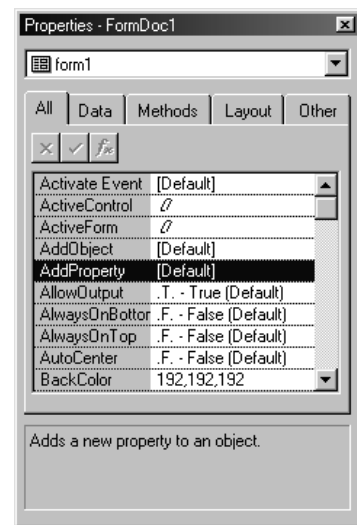 Properties - FormDoc1
form1
All Data Methods Layout Other
Activate Event [Default]
ActiveControl
ActiveForm
AddObject [Default]
AddProperty [Default]
AllowOutput .T. - True (Default)
AlwaysOnBottor .F. - False (Default)
AlwaysOnTop .F. - False (Default)
AutoCenter .F. - False (Default)
BackColor 192,192,192
Adds a new property to an object.